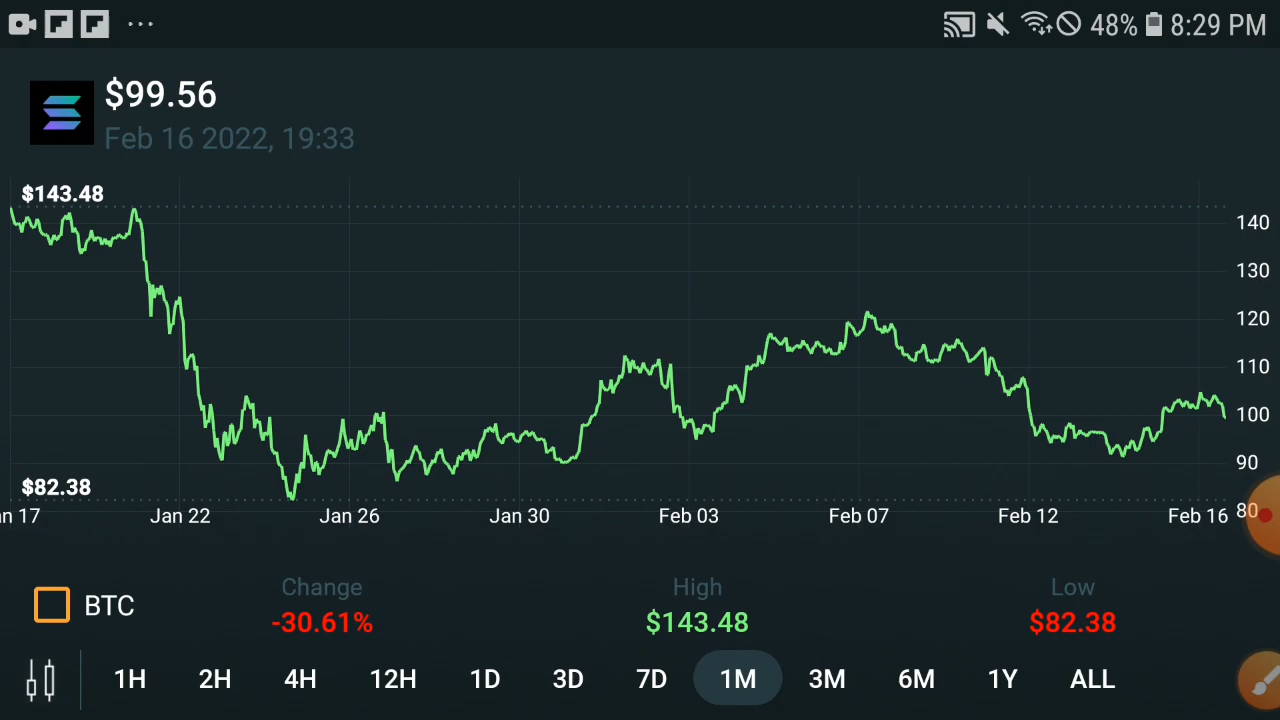 48% 8:29 PM
$99.56
Feb 16 2022, 19:33
$143.48
140
130
120
110
100
90
$82.38
80
n 17 Jan 22 Jan 26 Jan 30 Feb 03 Feb 07 Feb 12 Feb 16
Change High Low
BTC -30.61% $143.48 $82.38
1H 2H 4H 12H 1D 3D 7D 1M 3M 6M 1Y ALL